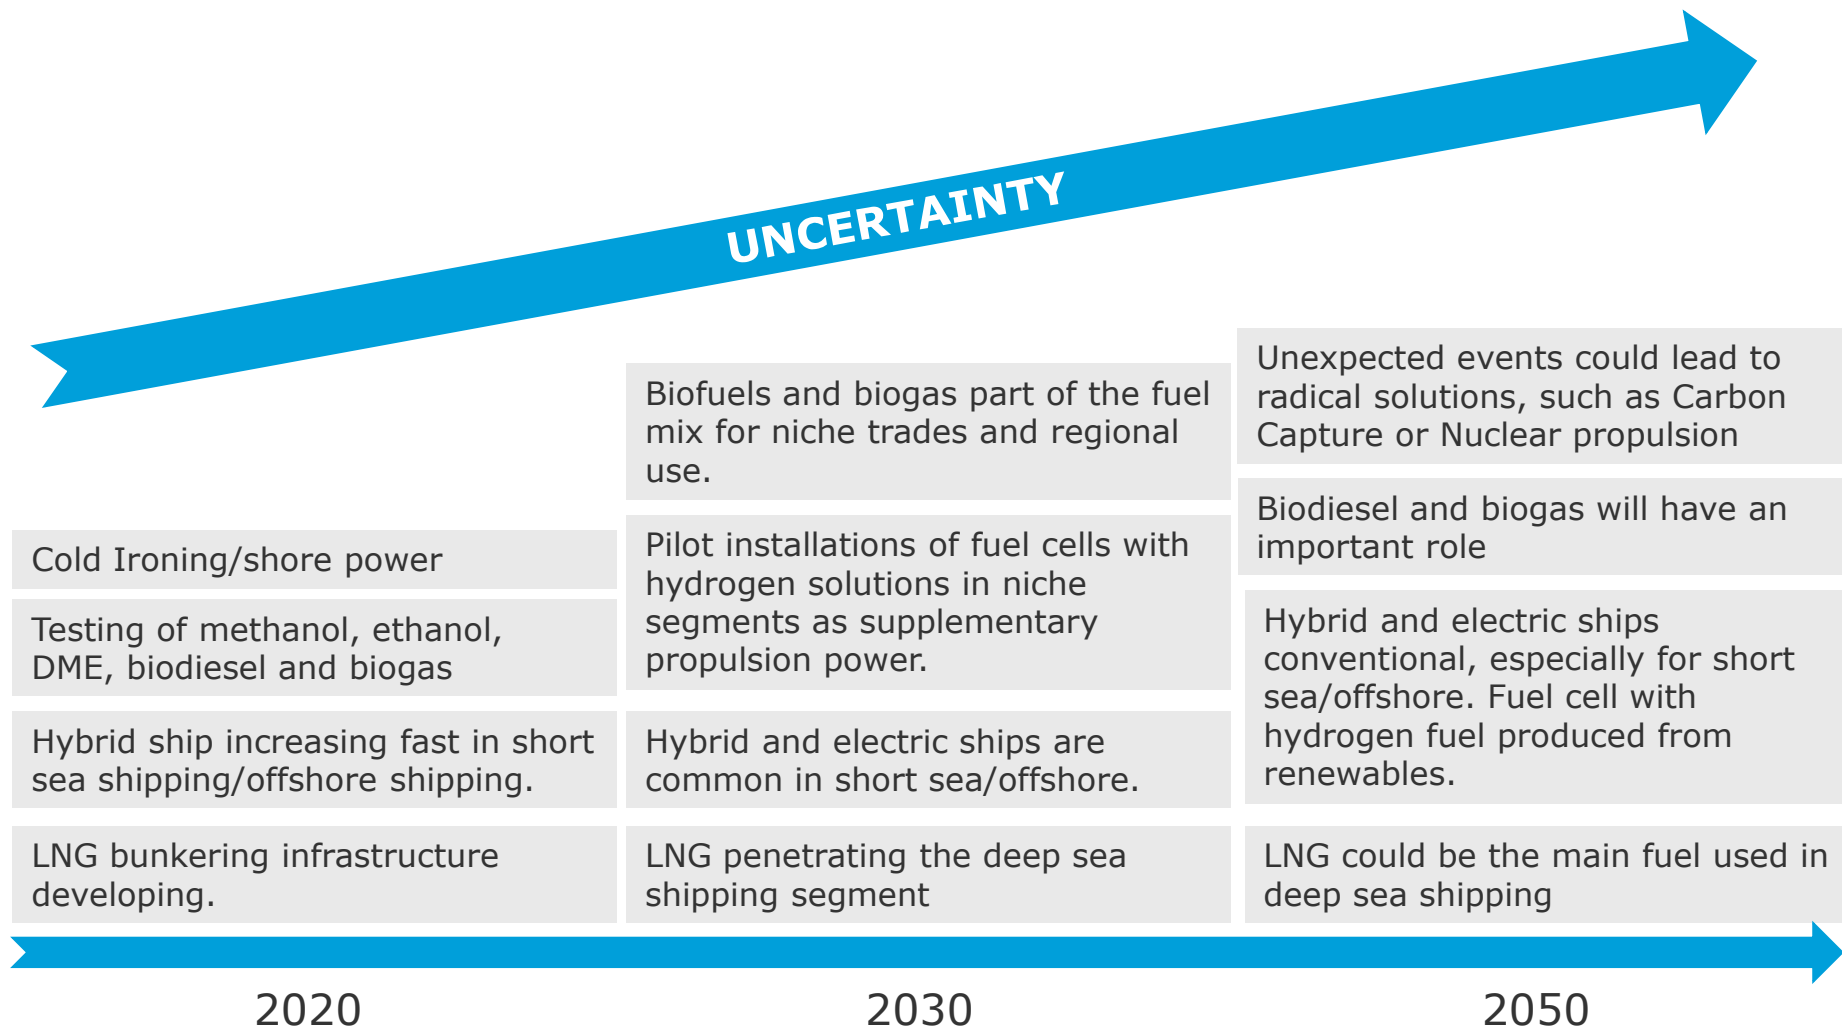 UNCERTAINTY
Cold Ironing/shore power
Testing of methanol, ethanol,
DME, biodiesel and biogas
Hybrid ship increasing fast in short
sea shipping/offshore shipping.
LNG bunkering infrastructure
developing.
Biofuels and biogas part of the fuel
mix for niche trades and regional
use.
Pilot installations of fuel cells with
hydrogen solutions in niche
segments as supplementary
propulsion power.
Hybrid and electric ships are
common in short sea/offshore.
LNG penetrating the deep sea
shipping segment
Unexpected events could lead to
radical solutions, such as Carbon
Capture or Nuclear propulsion
Biodiesel and biogas will have an
important role
Hybrid and electric ships
conventional, especially for short
sea/offshore. Fuel cell with
hydrogen fuel produced from
renewables.
LNG could be the main fuel used in
deep sea shipping
2020
2030
2050